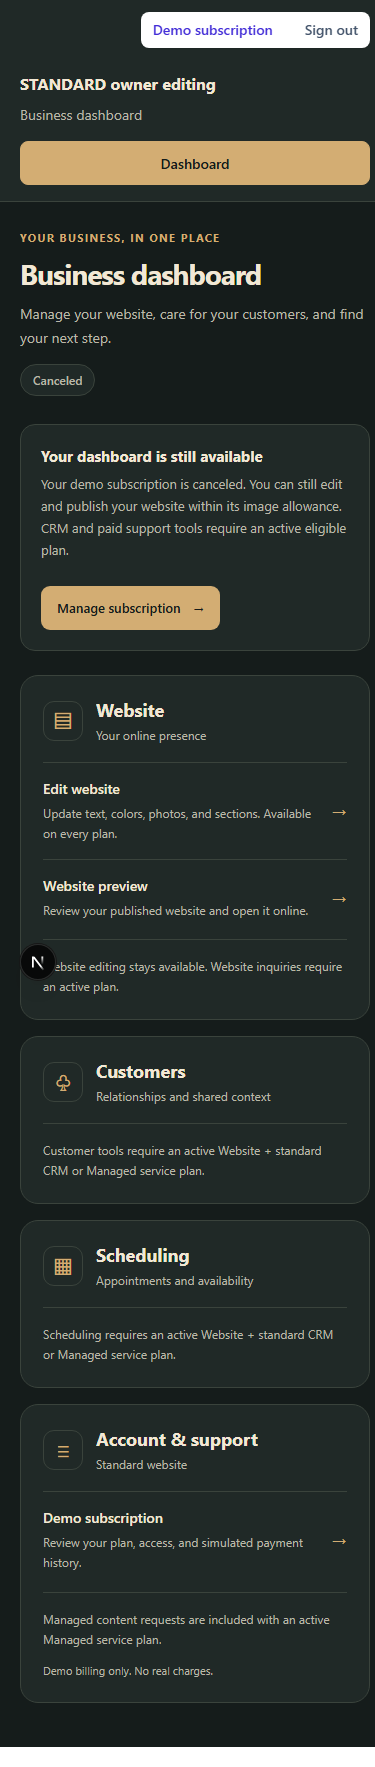 Demo subscription Sign out
STANDARD owner editing
Business dashboard
Dashboard
YOUR BUSINESS, IN ONE PLACE
Business dashboard
Manage your website, care for your customers, and find
your next step.
Canceled
Your dashboard is still available
Your demo subscription is canceled. You can still edit
and publish your website within its image allowance.
CRM and paid support tools require an active eligible
plan.
Manage subscription →
Website
Your online presence
Edit website
Update text, colors, photos, and sections. Available
on every plan.
→
Website preview
Review your published website and open it online.
→
N
ebsite editing stays available. Website inquiries require
an active plan.
Customers
Relationships and shared context
Customer tools require an active Website + standard
CRM or Managed service plan.
Scheduling
Appointments and availability
Scheduling requires an active Website + standard CRM
or Managed service plan.
Account & support
Standard website
Demo subscription
Review your plan, access, and simulated payment
history.
→
Managed content requests are included with an active
Managed service plan.
Demo billing only. No real charges.